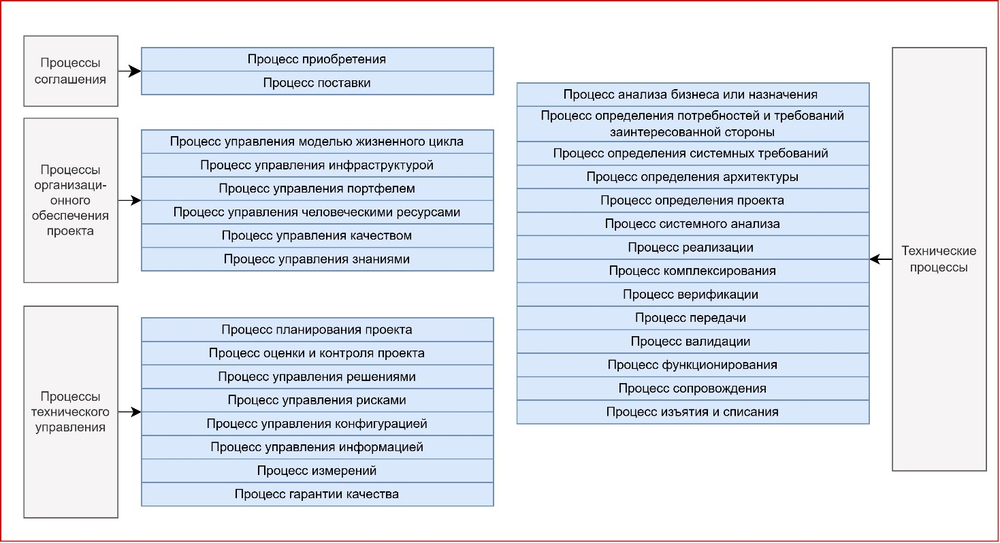 Процессы
соглашения
Процесс приобретения
Процесс поставки
Процессы
организаци-
онного
обеспечения
проекта
Процесс управления моделью жизненного цикла
Процесс управления инфраструктурой
Процесс управления портфелем
Процесс управления человеческими ресурсами
Процесс управления качеством
Процесс управления знаниями
Процессы
технического
управления
Процесс планирования проекта
Процесс оценки и контроля проекта
Процесс управления решениями
Процесс управления рисками
Процесс управления конфигурацией
Процесс управления информацией
Процесс измерений
Процесс гарантии качества
Процесс анализа бизнеса или назначения
Процесс определения потребностей и требований
заинтересованной стороны
Процесс определения системных требований
Процесс определения архитектуры
Процесс определения проекта
Процесс системного анализа
Процесс реализации
Процесс комплексирования
Процесс верификации
Процесс передачи
Процесс валидации
Процесс функционирования
Процесс сопровождения
Процесс изъятия и списания
Технические
процессы